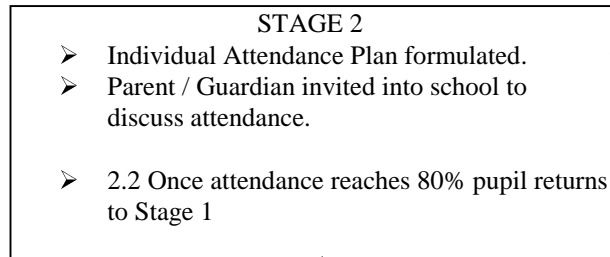 STAGE 2
➢ Individual Attendance Plan formulated.
➢ Parent / Guardian invited into school to
discuss attendance.
➢ 2.2 Once attendance reaches 80% pupil returns
to Stage 1